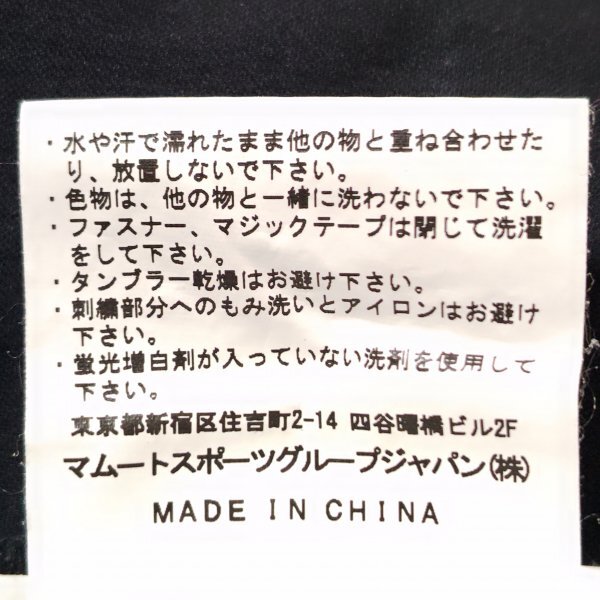 ・水や汗で濡れたまま他の物と重ね合わせた
り、放置しないで下さい。
・色物は、他の物と一緒に洗わないで下さい。
・ファスナー、マジックテープは閉じて洗濯
をして下さい。
・タンブラー乾燥はお避け下さい。
・刺繍部分へのもみ洗いとアイロンはお避け
下さい。
・蛍光増白剤が入っていない洗剤を使用して
下さい。
東京都新宿区住吉町2-14 四谷曙橋ビル2F
マムートスポーツグループジャパン(株)
MADE IN CHINA